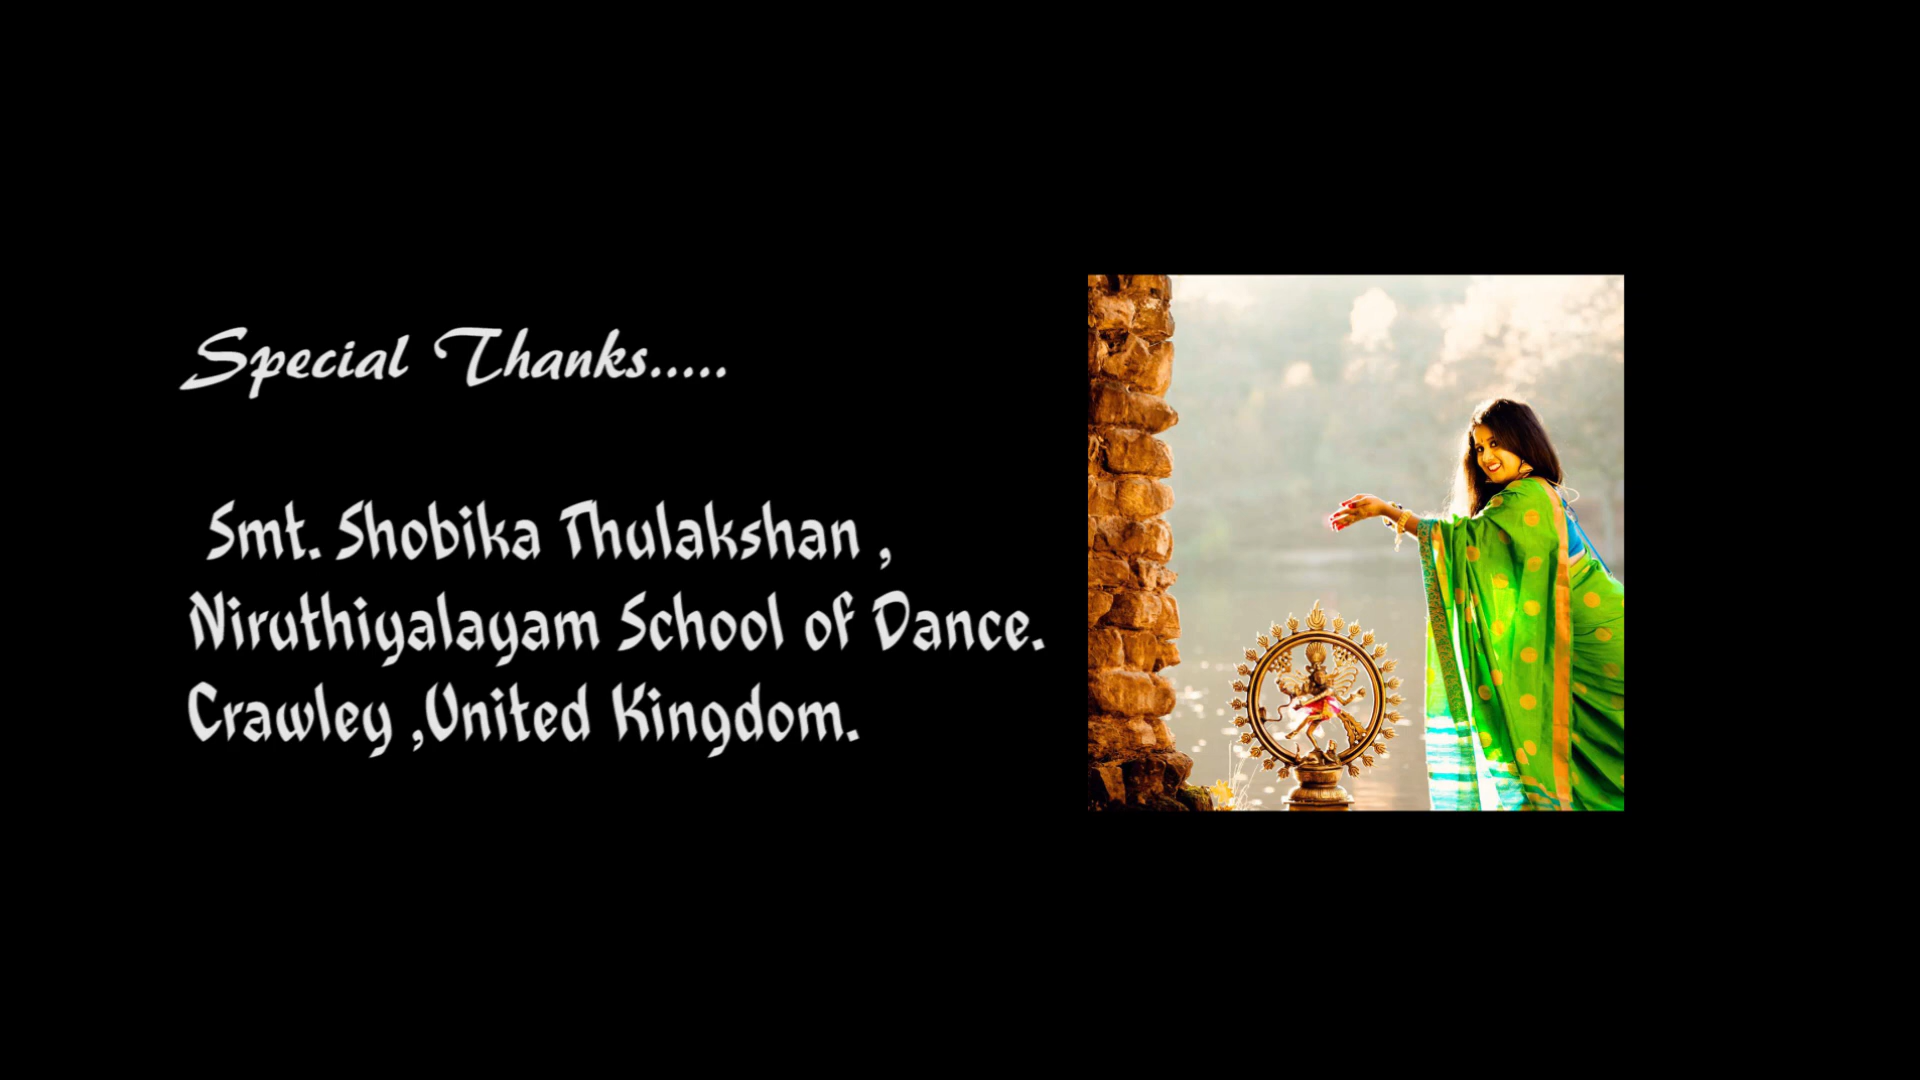 Special Thanks.....
Smt. Shobika Thulakshan ,
Niruthiyalayam School of Dance.
Crawley ,United Kingdom.